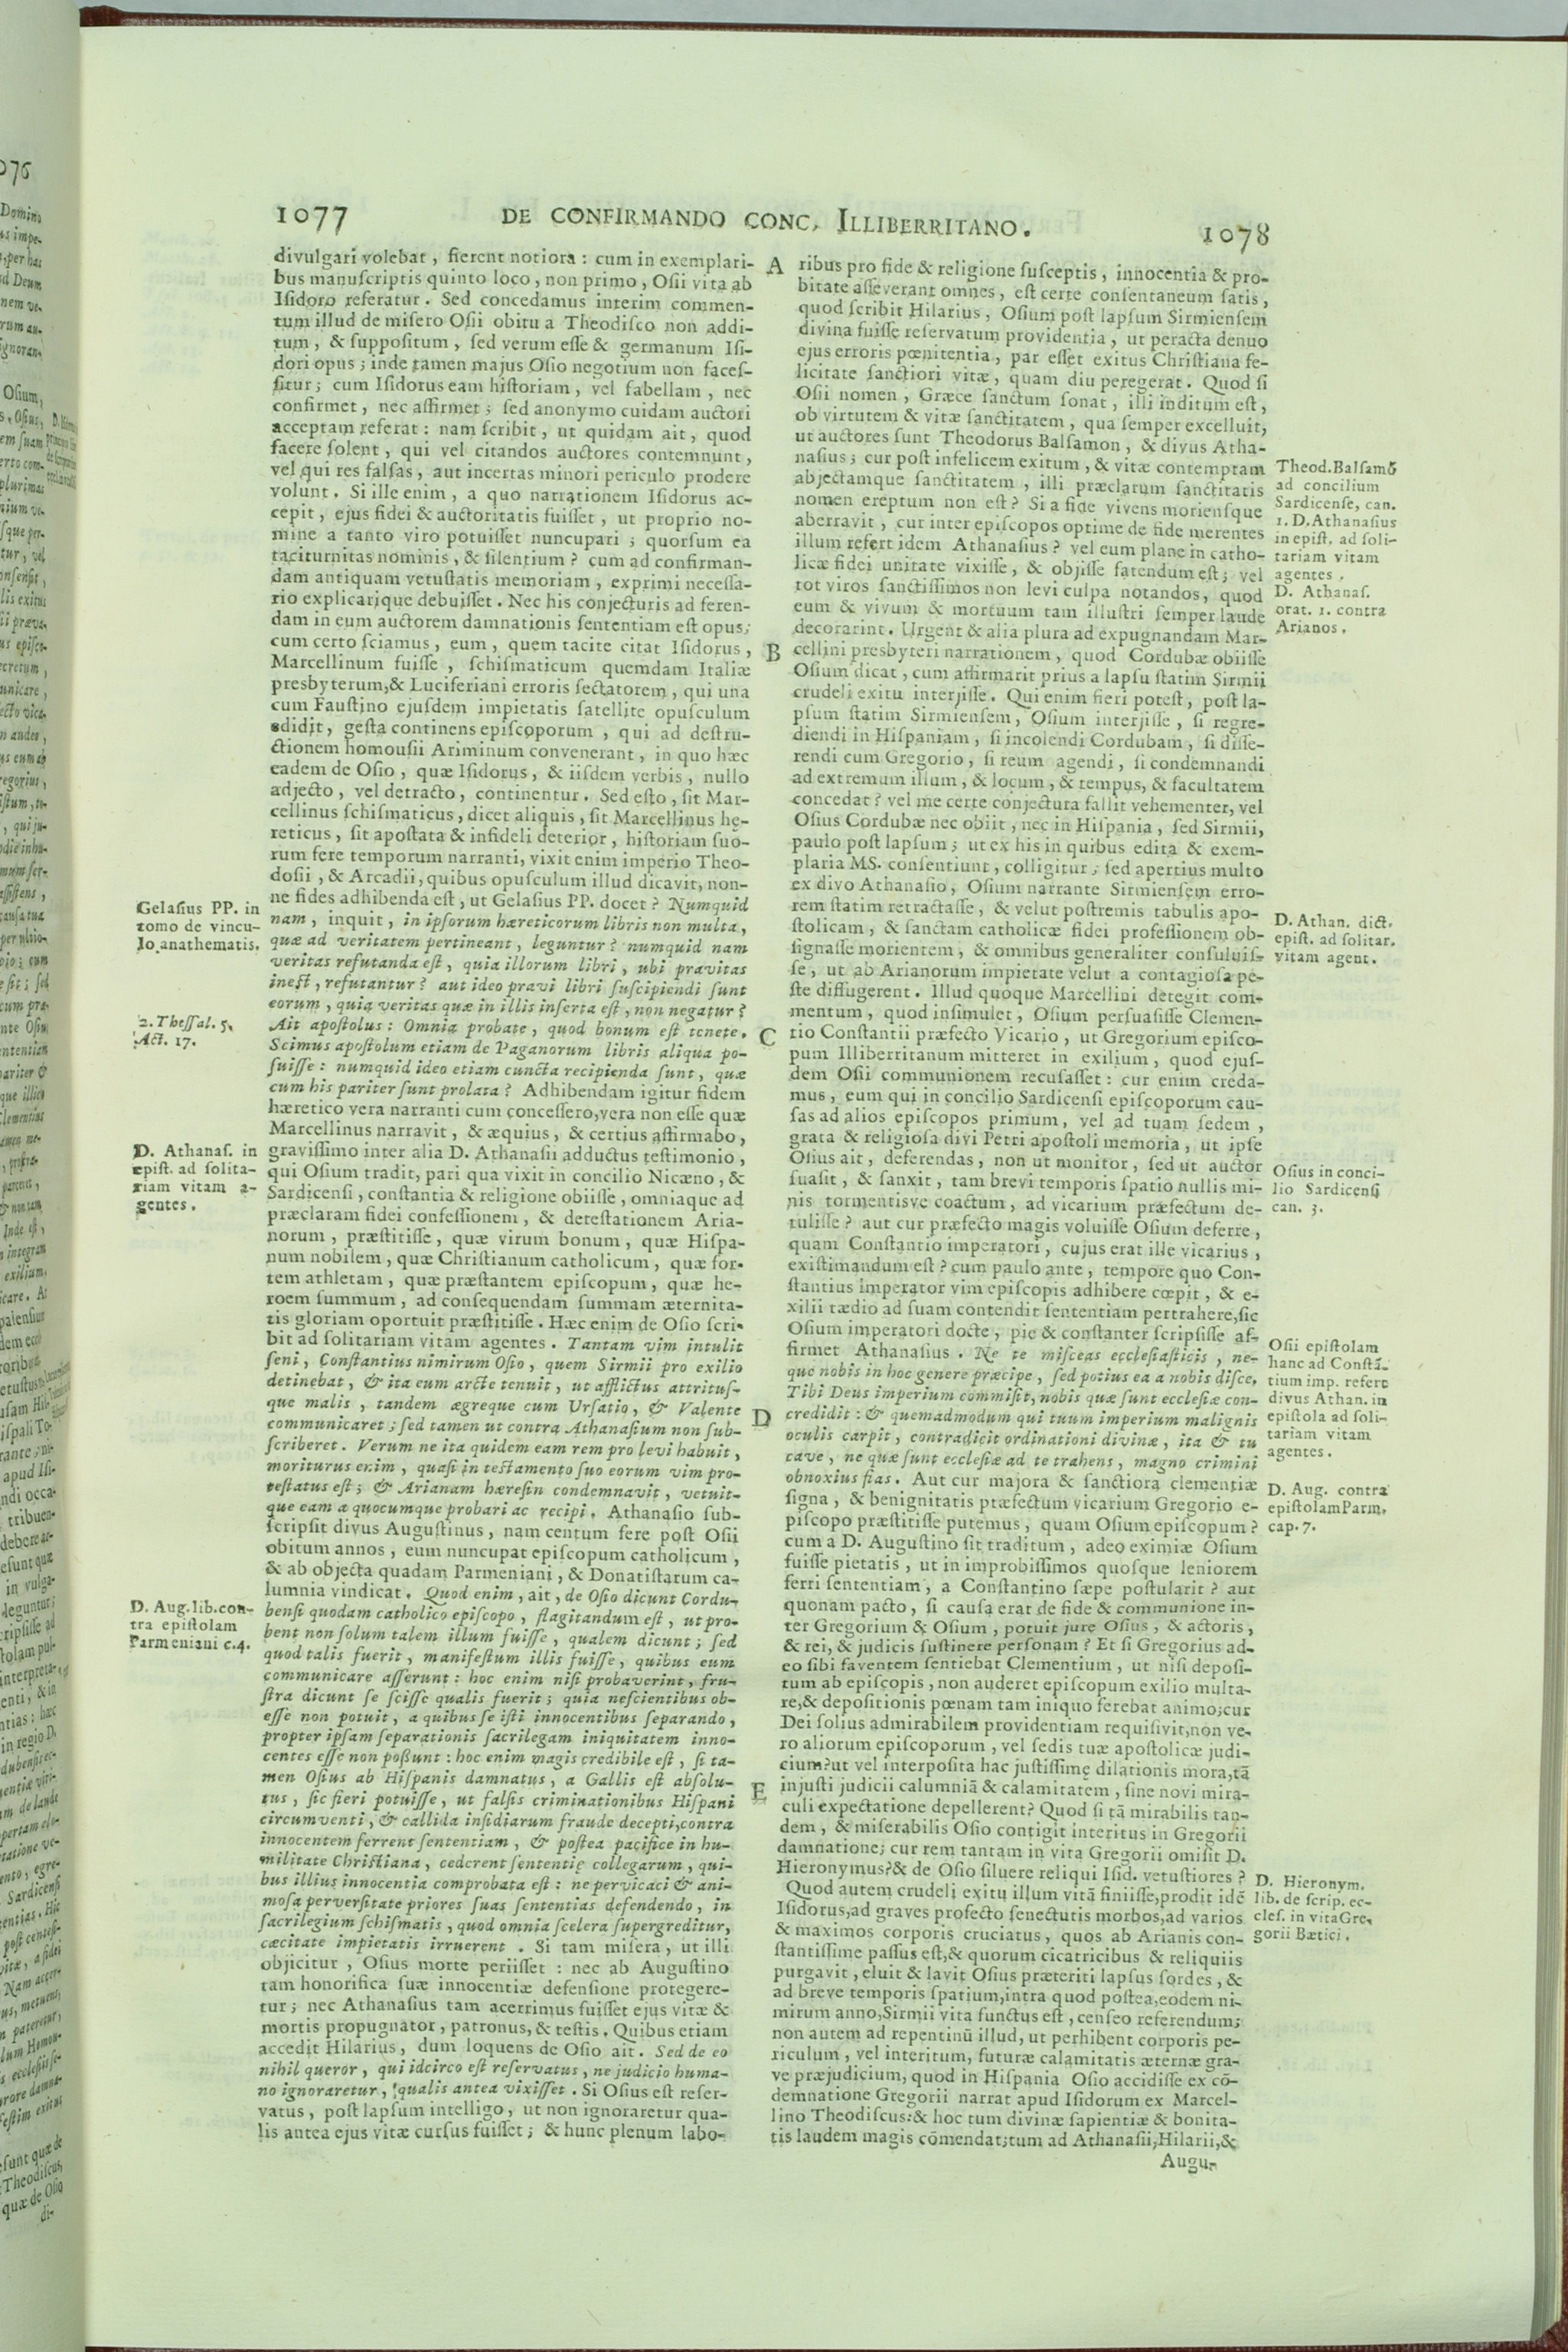 1077
DE CONFIRMANDO CONC. ILLIBERRITANO.
1078
divulgari volebat, fierent notiora: cum in exemplari-
bus manuſcriptis quinto loco, non primo, Oſii vita ab
Iſidoro referatur. Sed concedamus interim commen-
tum illud de miſero Oſii obitu a Theodiſco non addi-
tum, & ſuppoſitum, ſed verum eſſe & germanum Iſi-
dori opus; inde tamen majus Oſio negotium non faceſ-
ſitur; cum Iſidorus eam hiſtoriam, vel fabellam, nec
confirmet, nec affirmet; ſed anonymo cuidam auctori
acceptam referat: nam ſcribit, ut quidam ait, quod
facere ſolent, qui vel citandos auctores contemnunt,
vel qui res falſas, aut incertas minori periculo prodere
volunt. Si ille enim, a quo narrationem Iſidorus ac-
cepit, ejus fidei & auctoritatis fuiſſet, ut proprio no-
mine a tanto viro potuiſſet nuncupari; quorſum ea
taciturnitas nominis, & ſilentium? cum ad confirman-
dam antiquam vetuſtatis memoriam, exprimi neceſſa-
rio explicarique debuiſſet. Nec his conjecturis ad feren-
dam in eum auctorem damnationis ſententiam eſt opus;
cum certo ſciamus, eum, quem tacite citat Iſidorus,
Marcellinum fuiſſe, ſchiſmaticum quemdam Italiæ
presbyterum,& Luciferiani erroris ſectatorem, qui una
cum Fauſtino ejuſdem impietatis ſatellite opuſculum
edidit, geſta continens epiſcoporum, qui ad deſtru-
ctionem homouſii Ariminum convenerant, in quo hæc
eadem de Oſio, quæ Iſidorus, & iiſdem verbis, nullo
adjecto, vel detracto, continentur. Sed eſto, ſit Mar-
cellinus ſchiſmaticus, dicet aliquis, ſit Marcellinus hę-
reticus, ſit apoſtata & infideli deterior, hiſtoriam ſuo-
rum fere temporum narranti, vixit enim imperio Theo-
doſii, & Arcadii, quibus opuſculum illud dicavit, non-
ne fides adhibenda eſt, ut Gelaſius PP. docet? Numquid
nam, inquit, in ipſorum hæreticorum libris non multa,
quæ ad veritatem pertineant, leguntur? numquid nam
veritas refutanda eſt, quia illorum libri, ubi pravitas
ineſt, refutantur? aut ideo pravi libri ſuſcipiendi ſunt
eorum, quia veritas quæ in illis inſerta eſt, non negatur?
Ait apoſtolus: Omnia probate, quod bonum eſt tenete.
Scimus apoſtolum etiam de Paganorum libris aliqua po-
ſuiſſe: numquid ideo etiam cuncta recipienda ſunt, quæ
cum his pariter ſunt prolata? Adhibendam igitur fidem
hæretico vera narranti cum conceſſero,vera non eſſe quæ
Marcellinus narravit, & æquius, & certius affirmabo,
graviſſimo inter alia D. Athanaſii adductus teſtimonio,
qui Oſium tradit, pari qua vixit in concilio Nicæno, &
Sardicenſi, conſtantia & religione obiiſſe, omniaque ad
præclaram fidei confeſſionem, & deteſtationem Aria-
norum, præſtitiſſe, quæ virum bonum, quæ Hiſpa-
num nobilem, quæ Chriſtianum catholicum, quæ for-
tem athletam, quæ præſtantem epiſcopum, quæ he-
roem ſummum, ad conſequendam ſummam æternita-
tis gloriam oportuit præſtitiſſe. Hæc enim de Oſio ſcri-
bit ad ſolitariam vitam agentes. Tantam vim intulit
ſeni, Conſtantius nimirum Oſio, quem Sirmii pro exilio
detinebat, & ita eum arcte tenuit, ut afflictus attrituſ-
que malis, tandem ægreque cum Urſatio, & Valente
communicaret; ſed tamen ut contra Athanaſium non ſub-
ſcriberet. Verum ne ita quidem eam rem pro levi habuit,
moriturus enim, quaſi in teſtamento ſuo eorum vim pro-
teſtatus eſt; & Arianam hæreſin condemnavit, vetuit-
que eam a quocumque probari ac recipi. Athanaſio ſub-
ſcripſit divus Auguſtinus, nam centum fere poſt Oſii
obitum annos, eum nuncupat epiſcopum catholicum,
& ab objecta quadam Parmeniani, & Donatiſtarum ca-
lumnia vindicat. Quod enim, ait, de Oſio dicunt Cordu-
benſi quodam catholico epiſcopo, flagitandum eſt, ut pro-
bent non ſolum talem illum fuiſſe, qualem dicunt; ſed
quod talis fuerit, manifeſtum illis fuiſſe, quibus eum
communicare aſſerunt: hoc enim niſi probaverint, fru-
ſtra dicunt ſe ſciſſe qualis fuerit; quia neſcientibus ob-
eſſe non potuit, a quibus ſe iſti innocentibus ſeparando,
propter ipſam ſeparationis ſacrilegam iniquitatem inno-
centes eſſe non poßunt: hoc enim magis credibile eſt, ſi ta-
men Oſius ab Hiſpanis damnatus, a Gallis eſt abſolu-
tus, ſic fieri potuiſſe, ut falſis criminationibus Hiſpani
circumventi, & callida inſidiarum fraude decepti,contra
innocentem ferrent ſententiam, & poſtea pacifice in hu-
militate Chriſtiana, cederent ſententię collegarum, qui-
bus illius innocentia comprobata eſt: ne pervicaci & ani-
moſa perverſitate priores ſuas ſententias defendendo, in
ſacrilegium ſchiſmatis, quod omnia ſcelera ſupergreditur,
cæcitate impietatis irruerent. Si tam miſera, ut illi
objicitur, Oſius morte periiſſet: nec ab Auguſtino
tam honorifica ſuæ innocentiæ defenſione protegere-
tur; nec Athanaſius tam acerrimus fuiſſet ejus vitæ &
mortis propugnator, patronus, & teſtis. Quibus etiam
accedit Hilarius, dum loquens de Oſio ait. Sed de eo
nihil queror, qui idcirco eſt reſervatus, ne judicio huma-
no ignoraretur, qualis antea vixiſſet. Si Oſius eſt reſer-
vatus, poſt lapſum intelligo, ut non ignoraretur qua-
lis antea ejus vitæ curſus fuiſſet; & hunc plenum labo-
Gelaſius PP. in
tomo de vincu-
lo anathematis.
2. Theſſal. 5.
Act. 17.
D. Athanaſ. in
epiſt. ad ſolita-
riam vitam a-
gentes.
D. Aug. lib. con-
tra epiſtolam
Parmeniani c.4.
A
B
C
D
E
ribus pro fide & religione ſuſceptis, innocentia & pro-
bitate aſſeverant omnes, eſt certe conſentaneum ſatis,
quod ſcribit Hilarius, Oſium poſt lapſum Sirmienſem
divina fuiſſe reſervatum providentia, ut peracta denuo
ejus erroris pœnitentia, par eſſet exitus Chriſtiana fe-
licitate ſanctiori vitæ, quam diu peregerat. Quod ſi
Oſii nomen, Græce ſanctum ſonat, illi inditum eſt,
ob virtutem & vitæ ſanctitatem, qua ſemper excelluit,
ut auctores ſunt Theodorus Balſamon, & divus Atha-
naſius; cur poſt infelicem exitum, & vitæ contemptam
abjectamque ſanctitatem, illi præclarum ſanctitatis
nomen ereptum non eſt? Si a fide vivens morienſque
aberravit, cur inter epiſcopos optime de fide merentes
illum refert idem Athanaſius? vel eum plane in catho-
licæ fidei unitate vixiſſe, & objiſſe fatendum eſt; vel
tot viros ſanctiſſimos non levi culpa notandos, quod
eum & vivum & mortuum tam illuſtri ſemper laude
decorarint. Urgent & alia plura ad expugnandam Mar-
cellini presbyteri narrationem, quod Cordubæ obiiſſe
Oſium dicat, cum affirmarit prius a lapſu ſtatim Sirmii
crudeli exitu interjiſſe. Qui enim fieri poteſt, poſt la-
pſum ſtatim Sirmienſem, Oſium interjiſſe, ſi regre-
diendi in Hiſpaniam, ſi incolendi Cordubam, ſi diſſe-
rendi cum Gregorio, ſi reum agendi, ſi condemnandi
ad extremum illum, & locum, & tempus, & facultatem
concedat? vel me certe conjectura fallit vehementer, vel
Oſius Cordubæ nec obiit, nec in Hiſpania, ſed Sirmii,
paulo poſt lapſum; ut ex his in quibus edita & exem-
plaria MS. conſentiunt, colligitur; ſed apertius multo
ex divo Athanaſio, Oſium narrante Sirmienſem erro-
rem ſtatim retractaſſe, & velut poſtremis tabulis apo-
ſtolicam, & ſanctam catholicæ fidei profeſſionem ob-
ſignaſſe morientem, & omnibus generaliter conſuluiſ-
ſe, ut ab Arianorum impietate velut a contagioſa pe-
ſte diffugerent. Illud quoque Marcellini detegit com-
mentum, quod inſimulet, Oſium perſuaſiſſe Clemen-
tio Conſtantii præfecto Vicario, ut Gregorium epiſco-
pum Illiberritanum mitteret in exilium, quod ejuſ-
dem Oſii communionem recuſaſſet: cur enim creda-
mus, eum qui in concilio Sardicenſi epiſcoporum cau-
ſas ad alios epiſcopos primum, vel ad tuam ſedem,
grata & religioſa divi Petri apoſtoli memoria, ut ipſe
Oſius ait, deferendas, non ut monitor, ſed ut auctor
ſuaſit, & ſanxit, tam brevi temporis ſpatio nullis mi-
nis tormentisve coactum, ad vicarium præfectum de-
tuliſſe? aut cur præfecto magis voluiſſe Oſium deferre,
quam Conſtantio imperatori, cujus erat ille vicarius,
exiſtimandum eſt? cum paulo ante, tempore quo Con-
ſtantius imperator vim epiſcopis adhibere cœpit, & e-
xilii tædio ad ſuam contendit ſententiam pertrahere,ſic
Oſium imperatori docte, pie & conſtanter ſcripſiſſe af-
firmet Athanaſius. Ne te miſceas eccleſiaſticis, ne-
que nobis in hoc genere præcipe, ſed potius ea a nobis diſce.
Tibi Deus imperium commiſit, nobis quæ ſunt eccleſiæ con-
credidit: & quemadmodum qui tuum imperium malignis
oculis carpit, contradicit ordinationi divinæ, ita & tu
cave, ne quæ ſunt eccleſiæ ad te trahens, magno crimini
obnoxius fias. Aut cur majora & ſanctiora clementiæ
ſigna, & benignitatis præfectum vicarium Gregorio e-
piſcopo præſtitiſſe putemus, quam Oſium epiſcopum?
cum a D. Auguſtino ſit traditum, adeo eximiæ Oſium
fuiſſe pietatis, ut in improbiſſimos quoſque leniorem
ferri ſententiam, a Conſtantino ſæpe poſtularit? aut
quonam pacto, ſi cauſa erat de fide & communione in-
ter Gregorium & Oſium, potuit jure Oſius, & actoris,
& rei, & judicis ſuſtinere perſonam? Et ſi Gregorius ad-
eo ſibi faventem ſentiebat Clementium, ut niſi depoſi-
tum ab epiſcopis, non auderet epiſcopum exilio multa-
re,& depoſitionis pœnam tam iniquo ferebat animo;cur
Dei ſolius admirabilem providentiam requiſivit,non ve-
ro aliorum epiſcoporum, vel ſedis tuæ apoſtolicæ judi-
cium?ut vel interpoſita hac juſtiſſime dilationis mora,tã
injuſti judicii calumniã & calamitatem, ſine novi mira-
culi expectatione depellerent? Quod ſi tã mirabilis tan-
dem, & miſerabilis Oſio contigit interitus in Gregorii
damnatione; cur rem tantam in vita Gregorii omiſit D.
Hieronymus?& de Oſio ſiluere reliqui Iſid. vetuſtiores?
Quod autem crudeli exitu illum vitã finiiſſe,prodit idẽ
Iſidorus,ad graves profecto ſenectutis morbos,ad varios
& maximos corporis cruciatus, quos ab Arianis con-
ſtantiſſime paſſus eſt,& quorum cicatricibus & reliquiis
purgavit, eluit & lavit Oſius præteriti lapſus ſordes, &
ad breve temporis ſpatium,intra quod poſtea,eodem ni-
mirum anno,Sirmii vita functus eſt, cenſeo referendum;
non autem ad repentinũ illud, ut perhibent corporis pe-
riculum, vel interitum, futuræ calamitatis æternæ gra-
ve præjudicium, quod in Hiſpania Oſio accidiſſe ex cõ-
demnatione Gregorii narrat apud Iſidorum ex Marcel-
lino Theodiſcus:& hoc tum divinæ ſapientiæ & bonita-
tis laudem magis cõmendat;tum ad Athanaſii,Hilarii,&
Augu-
Theod.Balſamõ
ad concilium
Sardicenſe, can.
1. D.Athanaſius
in epiſt. ad ſoli-
tariam vitam
agentes.
D. Athanaſ.
orat. 1. contra
Arianos.
D. Athan. dict.
epiſt. ad ſolitar.
vitam agent.
Oſius in conci-
lio Sardicenſi
can. 3.
Oſii epiſtolam
hanc ad Conſtã-
tium imp. refert
divus Athan. in
epiſtola ad ſoli-
tariam vitam
agentes.
D. Aug. contra
epiſtolamParm.
cap. 7.
D. Hieronym.
lib. de ſcrip. ec-
cleſ. in vitaGre-
gorii Bætici.